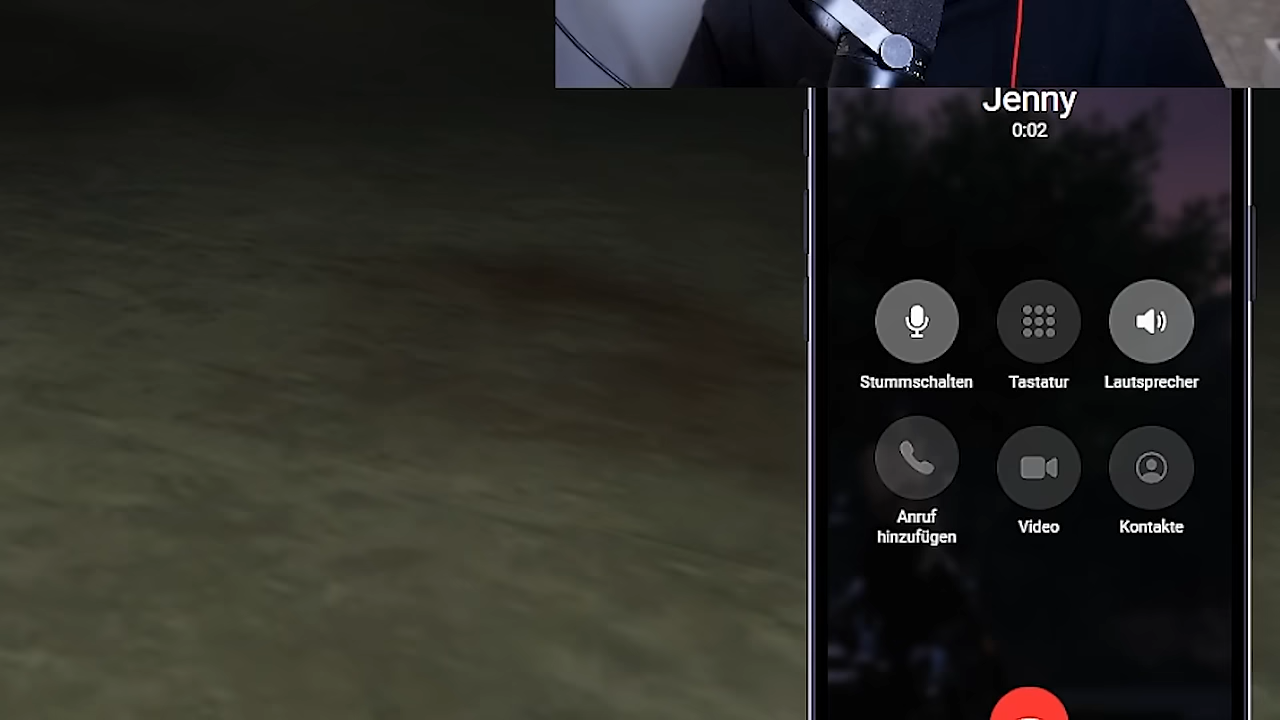 Jenny
0:02
Stummschalten
Tastatur
Lautsprecher
Anruf
hinzufügen
Video
Kontakte